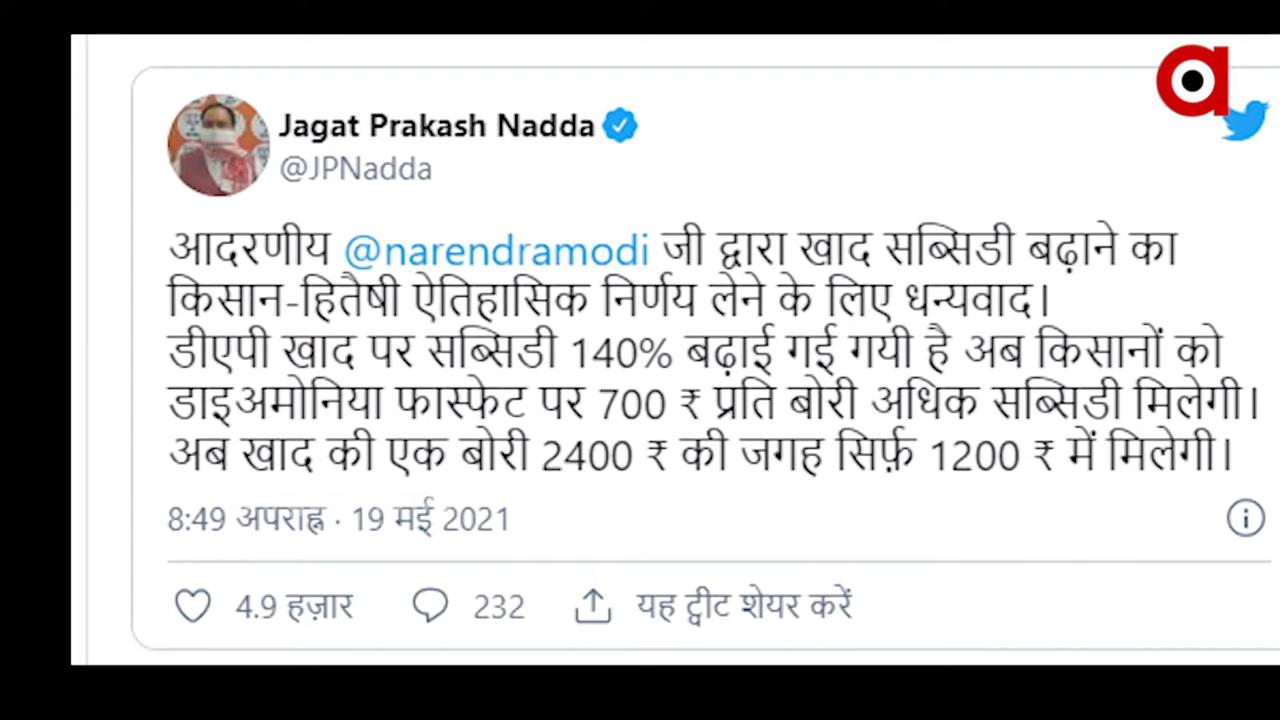 Jagat Prakash Nadda
@JPNadda
आदरणीय @narendramodi जी द्वारा खाद सब्सिडी बढ़ाने का
किसान-हितैषी ऐतिहासिक निर्णय लेने के लिए धन्यवाद।
डीएपी खाद पर सब्सिडी 140% बढ़ाई गई गयी है अब किसानों को
डाइअमोनिया फास्फेट पर 700 ₹ प्रति बोरी अधिक सब्सिडी मिलेगी।
अब खाद की एक बोरी 2400 ₹ की जगह सिर्फ़ 1200 ₹ में मिलेगी।
8:49 अपराह्न · 19 मई 2021
4.9 हज़ार 232 यह ट्वीट शेयर करें